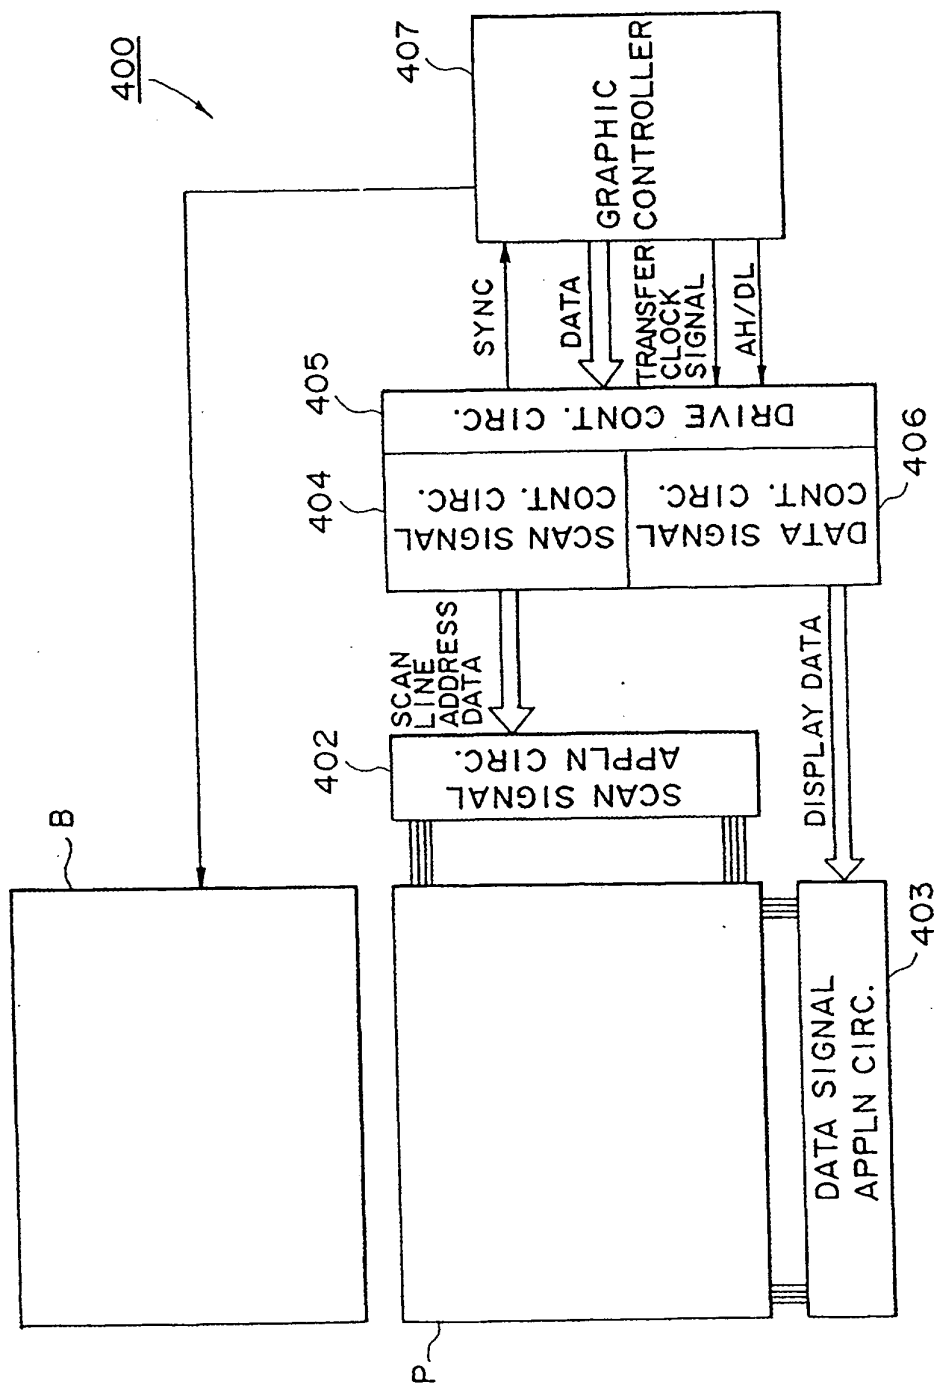 400
B
P
402
SCAN SIGNAL
APPLN CIRC.
SCAN
LINE
ADDRESS
DATA
404
SCAN SIGNAL
CONT. CIRC.
405
DRIVE CONT. CIRC.
SYNC
DATA
TRANSFER
CLOCK
SIGNAL
AH/DL
407
GRAPHIC
CONTROLLER
DATA SIGNAL
CONT. CIRC.
406
DISPLAY DATA
DATA SIGNAL
APPLN CIRC.
403